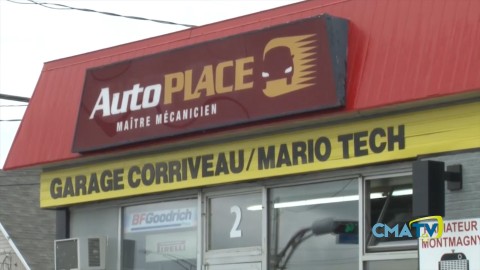 AutoPLACE
MAÎTRE MÉCANICIEN
GARAGE CORRIVEAU/MARIO TECH
BFGoodrich
2
CMATV
MONTMAGNY